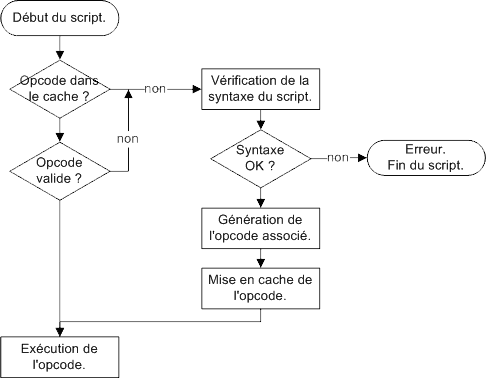 Début du script.
Opcode dans
le cache ?
non
Vérification de la
syntaxe du script.
non
Opcode
valide ?
Syntaxe
OK ?
non
Erreur.
Fin du script.
Génération de
l'opcode associé.
Mise en cache de
l'opcode.
Exécution de
l'opcode.